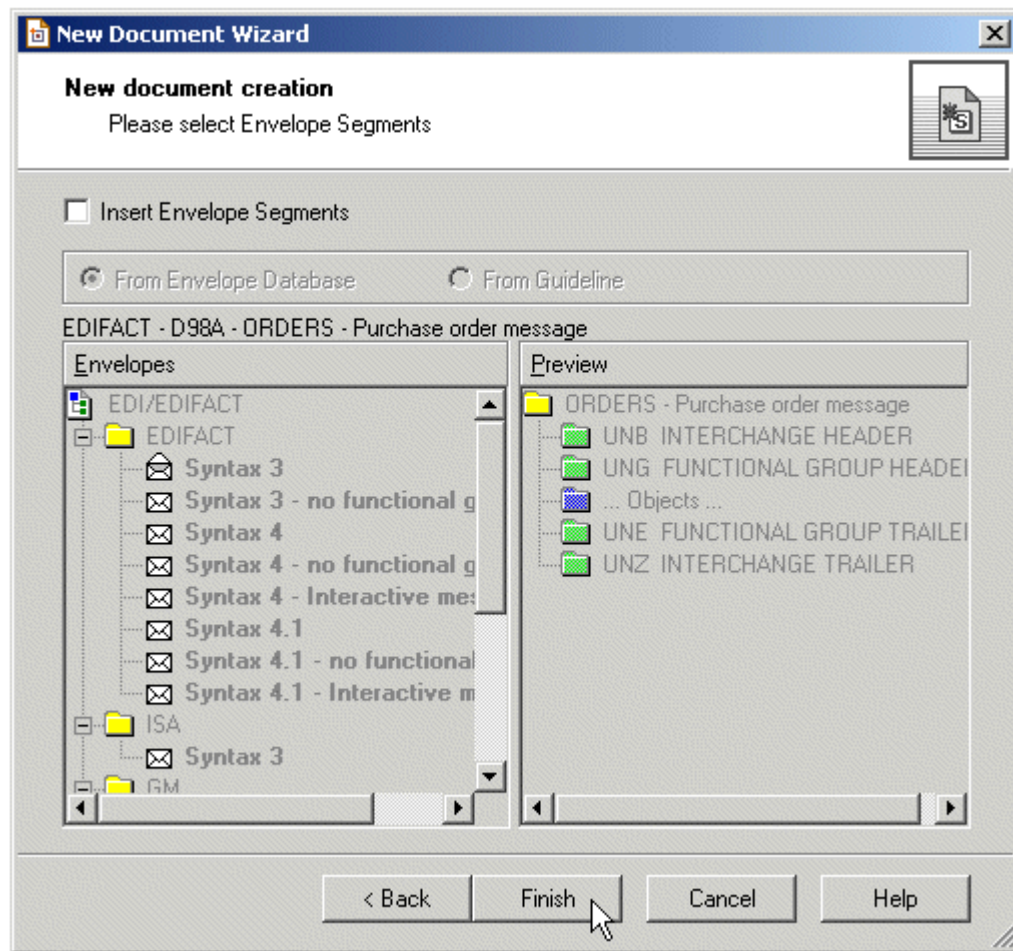 New Document Wizard
New document creation
Please select Envelope Segments
Insert Envelope Segments
From Envelope Database From Guideline
EDIFACT - D98A - ORDERS - Purchase order message
Envelopes
EDI/EDIFACT
EDIFACT
Syntax 3
Syntax 3 - no functional g
Syntax 4
Syntax 4 - no functional g
Syntax 4 - Interactive mes
Syntax 4.1
Syntax 4.1 - no functional
Syntax 4.1 - Interactive m
ISA
Syntax 3
GM
Preview
ORDERS - Purchase order message
UNB INTERCHANGE HEADER
UNG FUNCTIONAL GROUP HEADE
... Objects ...
UNE FUNCTIONAL GROUP TRAILE
UNZ INTERCHANGE TRAILER
< Back Finish Cancel Help